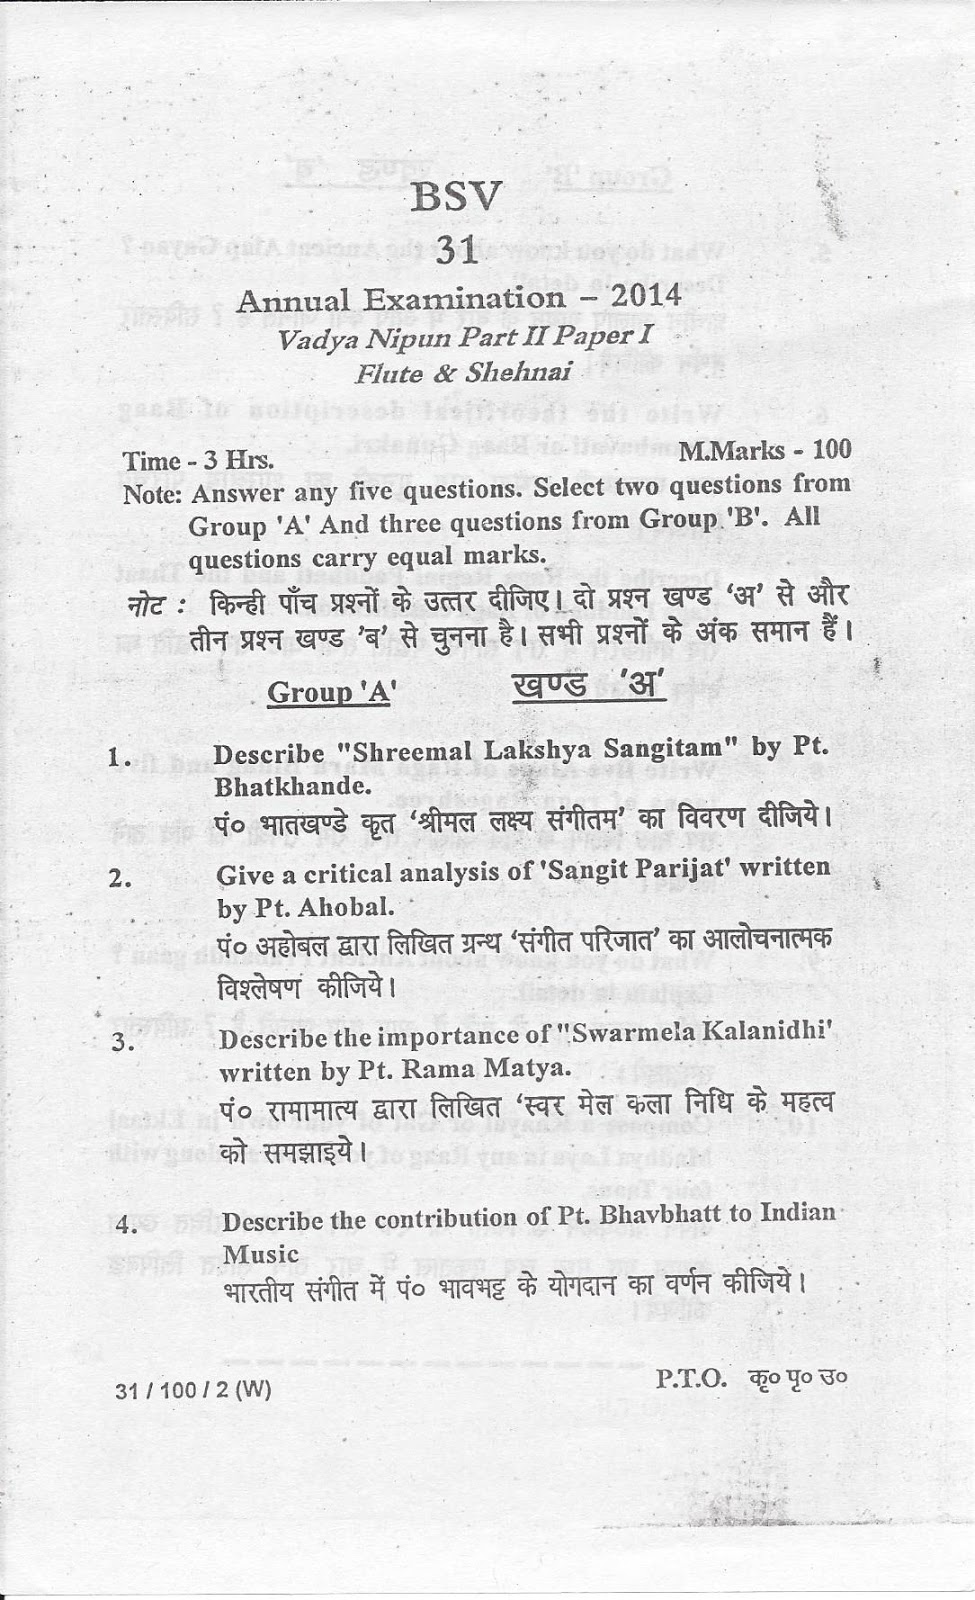 BSV
31
Annual Examination – 2014
Vadya Nipun Part II Paper I
Flute & Shehnai
Time - 3 Hrs. M.Marks - 100
Note: Answer any five questions. Select two questions from
Group 'A' And three questions from Group 'B'. All
questions carry equal marks.
नोट : किन्ही पाँच प्रश्नों के उत्तर दीजिए। दो प्रश्न खण्ड ‘अ’ से और
तीन प्रश्न खण्ड ’ब’ से चुनना है। सभी प्रश्नों के अंक समान हैं।
Group 'A' खण्ड ’अ’
1. Describe "Shreemal Lakshya Sangitam" by Pt.
Bhatkhande.
पं० भातखण्डे कृत ‘श्रीमल लक्ष्य संगीतम’ का विवरण दीजिये।
2. Give a critical analysis of 'Sangit Parijat' written
by Pt. Ahobal.
पं० अहोबल द्वारा लिखित ग्रन्थ ‘संगीत परिजात’ का आलोचनात्मक
विश्लेषण कीजिये।
3. Describe the importance of "Swarmela Kalanidhi'
written by Pt. Rama Matya.
पं० रामामात्य द्वारा लिखित ‘स्वर मेल कला निधि के महत्व
को समझाइये।
4. Describe the contribution of Pt. Bhavbhatt to Indian
Music
भारतीय संगीत में पं० भावभट्ट के योगदान का वर्णन कीजिये।
31 / 100 / 2 (W) P.T.O. कृ० पृ० उ०